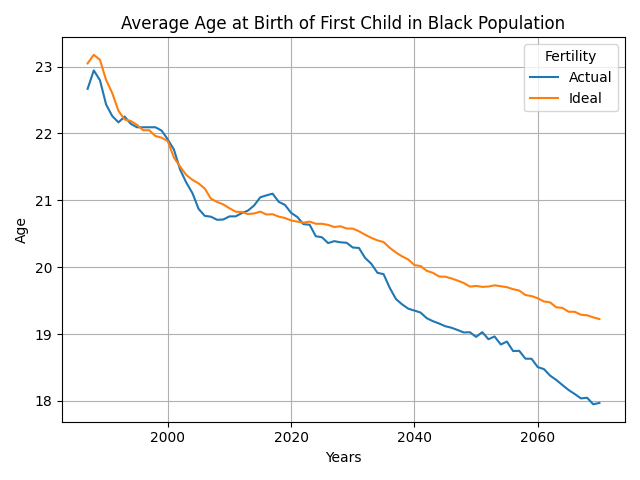 Average Age at Birth of First Child in Black Population
Fertility
Actual
Ideal
23
22
21
20
19
18
Age
2000
2020
2040
2060
Years